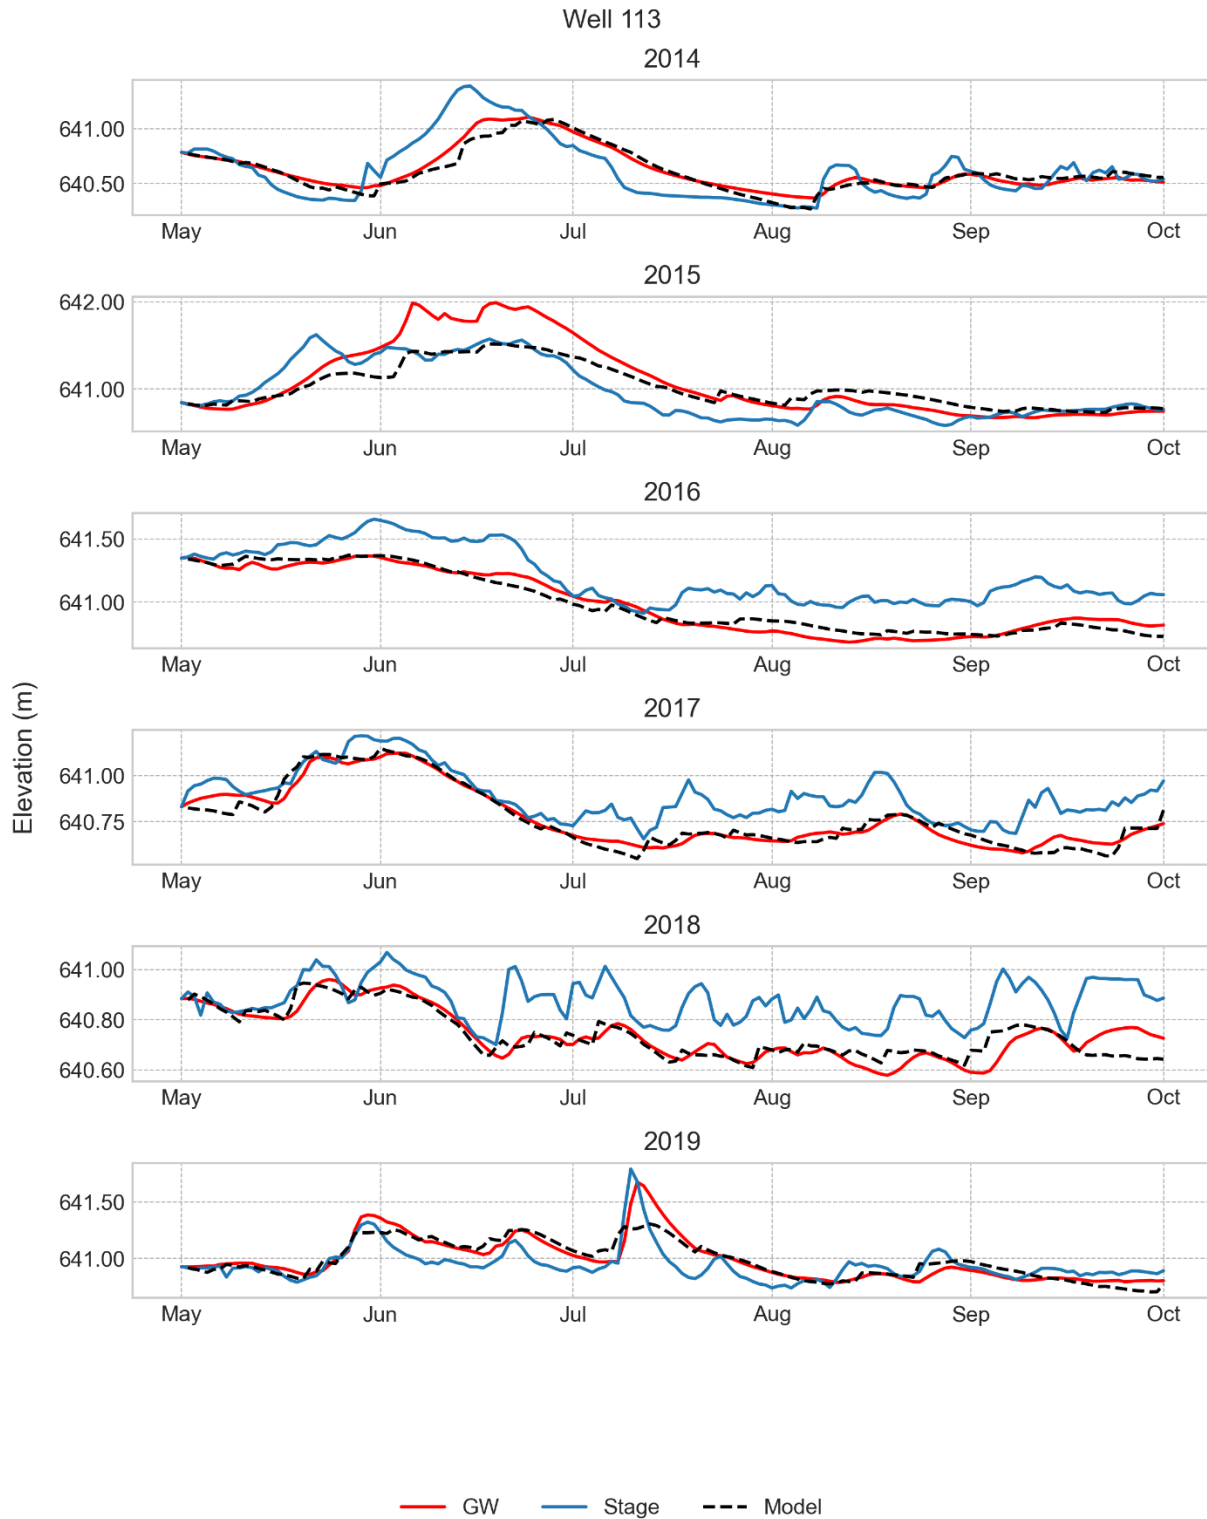 Well 113
2014
641.00
640.50
May Jun Jul Aug Sep Oct
2015
642.00
641.00
May Jun Jul Aug Sep Oct
2016
641.50
641.00
May Jun Jul Aug Sep Oct
Elevation (m)
2017
641.00
640.75
May Jun Jul Aug Sep Oct
2018
641.00
640.80
640.60
May Jun Jul Aug Sep Oct
2019
641.50
641.00
May Jun Jul Aug Sep Oct
GW Stage Model